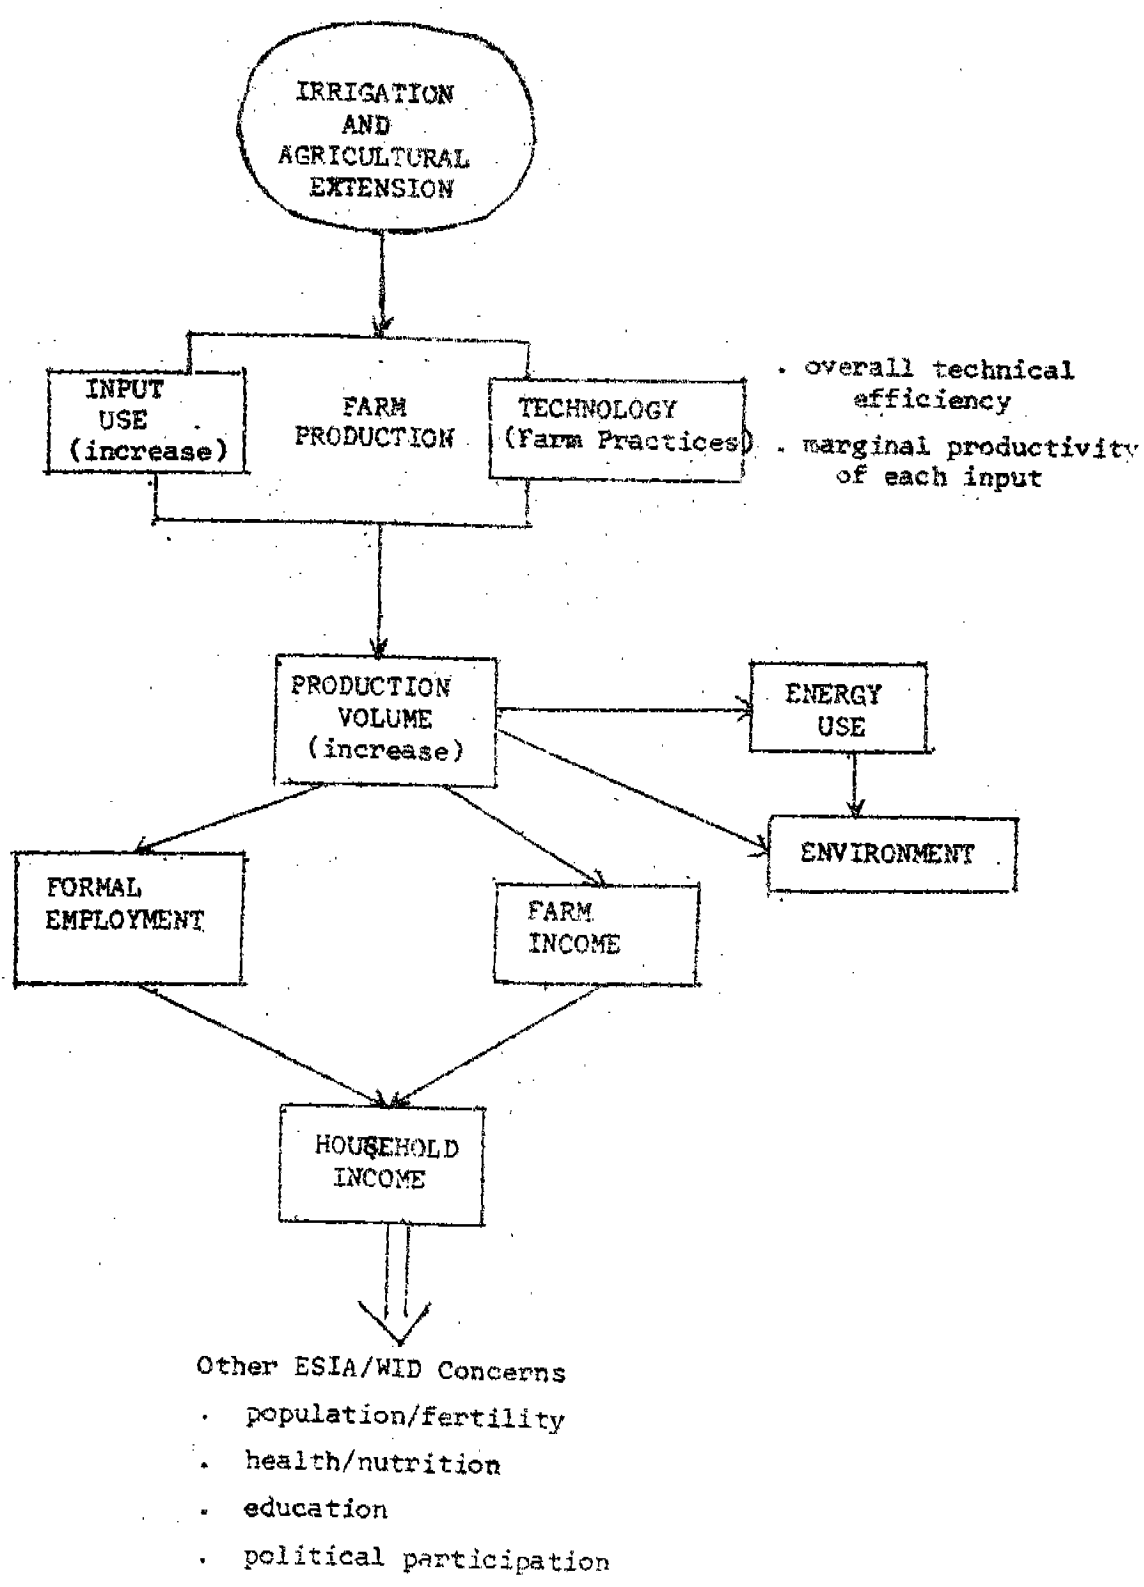 IRRIGATION
AND
AGRICULTURAL
EXTENSION
INPUT
USE
(increase)
FARM
PRODUCTION
TECHNOLOGY
(Farm Practices)
. overall technical
efficiency
. marginal productivity
of each input
PRODUCTION
VOLUME
(increase)
ENERGY
USE
ENVIRONMENT
FORMAL
EMPLOYMENT
FARM
INCOME
HOUSEHOLD
INCOME
Other ESIA/WID Concerns
. population/fertility
. health/nutrition
. education
. political participation